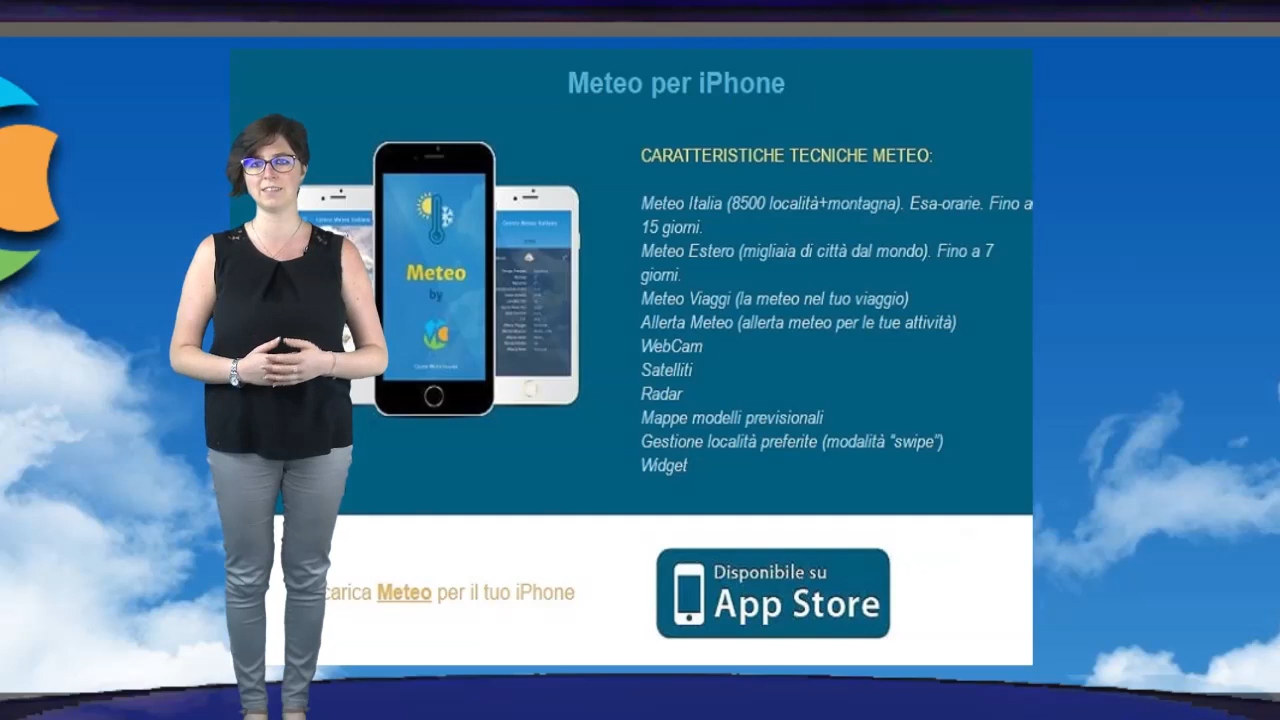 Meteo per iPhone
CARATTERISTICHE TECNICHE METEO:
Meteo Italia (8500 località+montagna). Esa-orarie. Fino a
15 giorni.
Meteo Estero (migliaia di città dal mondo). Fino a 7
giorni.
Meteo Viaggi (la meteo nel tuo viaggio)
Allerta Meteo (allerta meteo per le tue attività)
WebCam
Satelliti
Radar
Mappe modelli previsionali
Gestione località preferite (modalità "swipe")
Widget
Meteo
by
carica Meteo per il tuo iPhone
Disponibile su
App Store